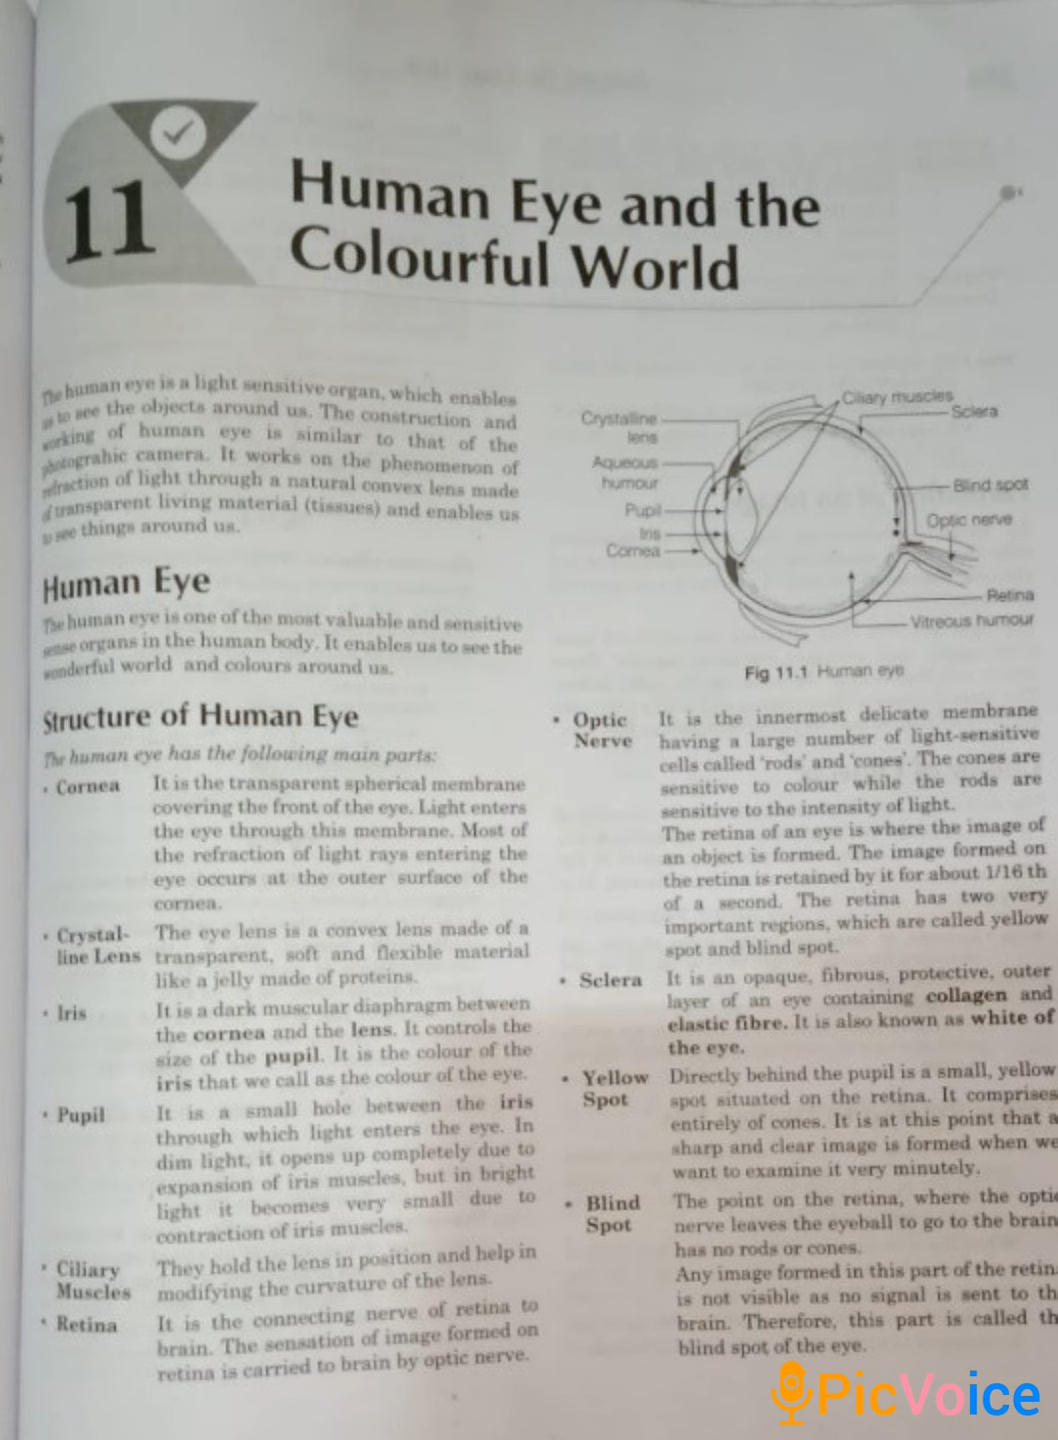 11
Human Eye and the
Colourful World
The human eye is a light sensitive organ, which enables
us to see the objects around us. The construction and
working of human eye is similar to that of the
photograhic camera. It works on the phenomenon of
refraction of light through a natural convex lens made
of transparent living material (tissues) and enables us
to see things around us.
Human Eye
The human eye is one of the most valuable and sensitive
sense organs in the human body. It enables us to see the
wonderful world and colours around us.
Structure of Human Eye
The human eye has the following main parts:
• Cornea It is the transparent spherical membrane
covering the front of the eye. Light enters
the eye through this membrane. Most of
the refraction of light rays entering the
eye occurs at the outer surface of the
cornea.
• Crystal- The eye lens is a convex lens made of a
line Lens transparent, soft and flexible material
like a jelly made of proteins.
• Iris It is a dark muscular diaphragm between
the cornea and the lens. It controls the
size of the pupil. It is the colour of the
iris that we call as the colour of the eye.
• Pupil It is a small hole between the iris
through which light enters the eye. In
dim light, it opens up completely due to
expansion of iris muscles, but in bright
light it becomes very small due to
contraction of iris muscles.
• Ciliary They hold the lens in position and help in
Muscles modifying the curvature of the lens.
• Retina It is the connecting nerve of retina to
brain. The sensation of image formed on
retina is carried to brain by optic nerve.
Crystalline
lens
Aqueous
humour
Pupil
Iris
Cornea
Ciliary muscles
Sclera
Blind spot
Optic nerve
Retina
Vitreous humour
Fig 11.1 Human eye
• Optic It is the innermost delicate membrane
Nerve having a large number of light-sensitive
cells called 'rods' and 'cones'. The cones are
sensitive to colour while the rods are
sensitive to the intensity of light.
The retina of an eye is where the image of
an object is formed. The image formed on
the retina is retained by it for about 1/16 th
of a second. The retina has two very
important regions, which are called yellow
spot and blind spot.
• Sclera It is an opaque, fibrous, protective, outer
layer of an eye containing collagen and
elastic fibre. It is also known as white of
the eye.
• Yellow Directly behind the pupil is a small, yellow
Spot spot situated on the retina. It comprises
entirely of cones. It is at this point that a
sharp and clear image is formed when we
want to examine it very minutely.
• Blind The point on the retina, where the optic
Spot nerve leaves the eyeball to go to the brain
has no rods or cones.
Any image formed in this part of the retin
is not visible as no signal is sent to th
brain. Therefore, this part is called th
blind spot of the eye.
PicVoice